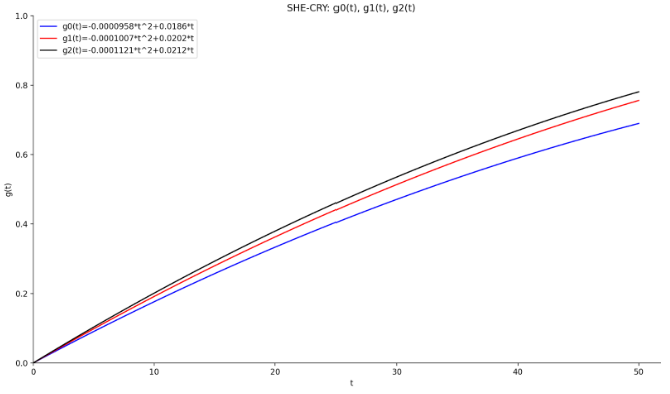 SHE-CRY: g0(t), g1(t), g2(t)
g0(t)=-0.0000958*t^2+0.0186*t
g1(t)=-0.0001007*t^2+0.0202*t
g2(t)=-0.0001121*t^2+0.0212*t
1.0
0.8
0.6
0.4
0.2
0.0
g(t)
0 10 20 30 40 50
t